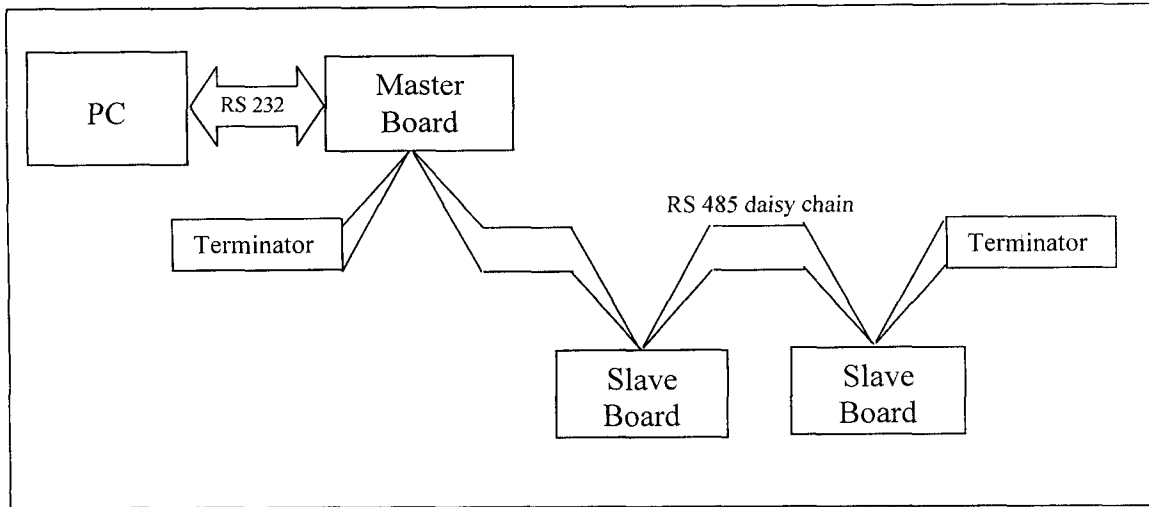 PC
RS 232
Master
Board
RS 485 daisy chain
Terminator
Terminator
Slave
Board
Slave
Board